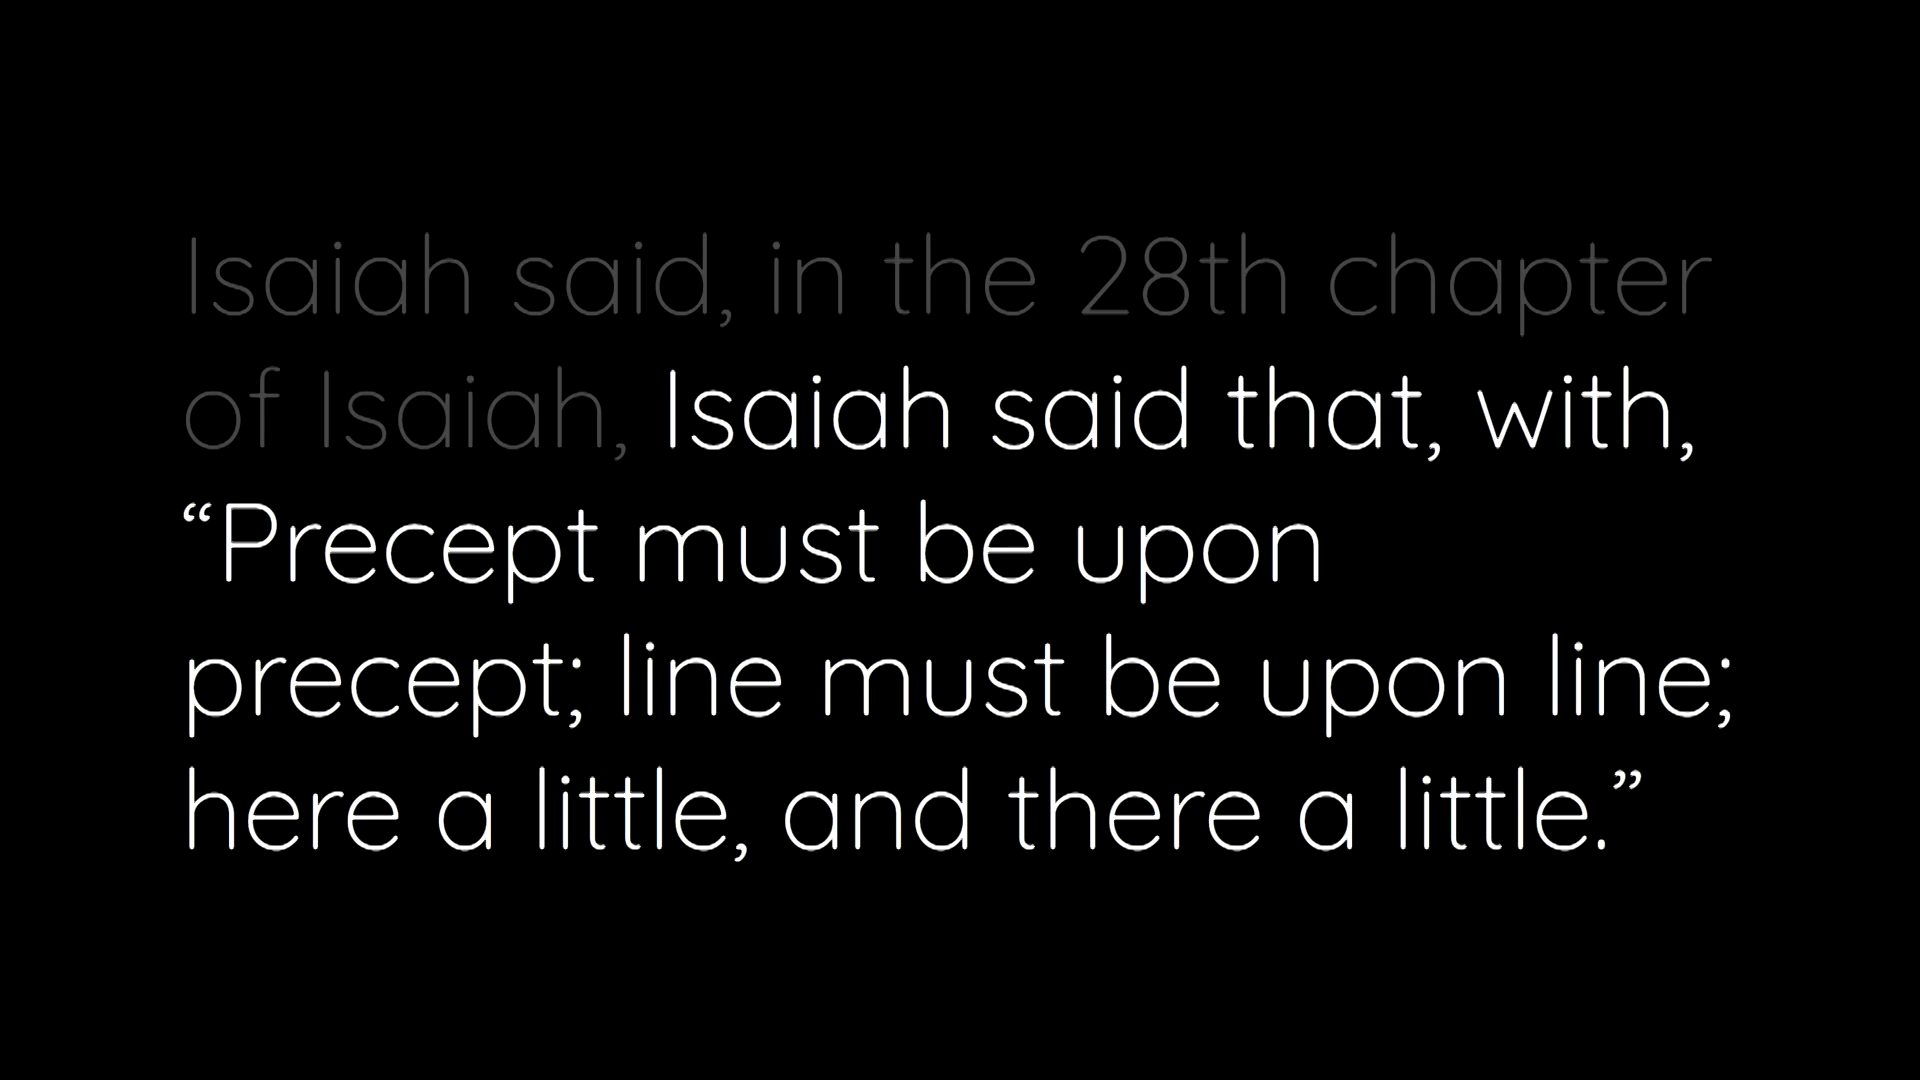 Isaiah said, in the 28th chapter
of Isaiah, Isaiah said that, with,
“Precept must be upon
precept; line must be upon line;
here a little, and there a little.”